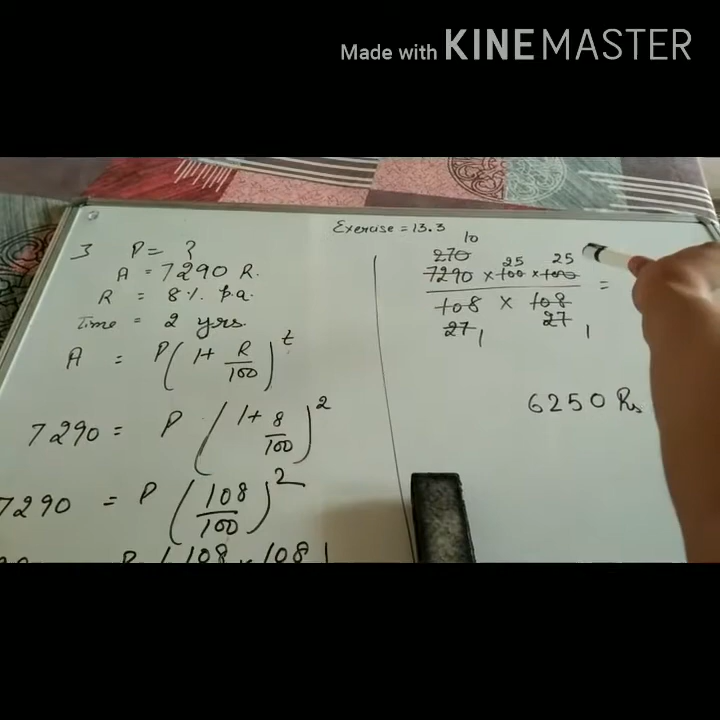 Made with KINEMASTER
Exercise = 13.3
3 P = ?
A = 7290 R.
R = 8 % p.a.
Time = 2 yrs.
A = P ( 1 + R/100 )^t
7290 = P ( 1 + 8/100 )^2
7290 = P ( 108/100 )^2
P ( 108 × 108
10
270 25 25
7290 × 100 × 100 =
108 × 108
27 1 27 1
6250 Rs